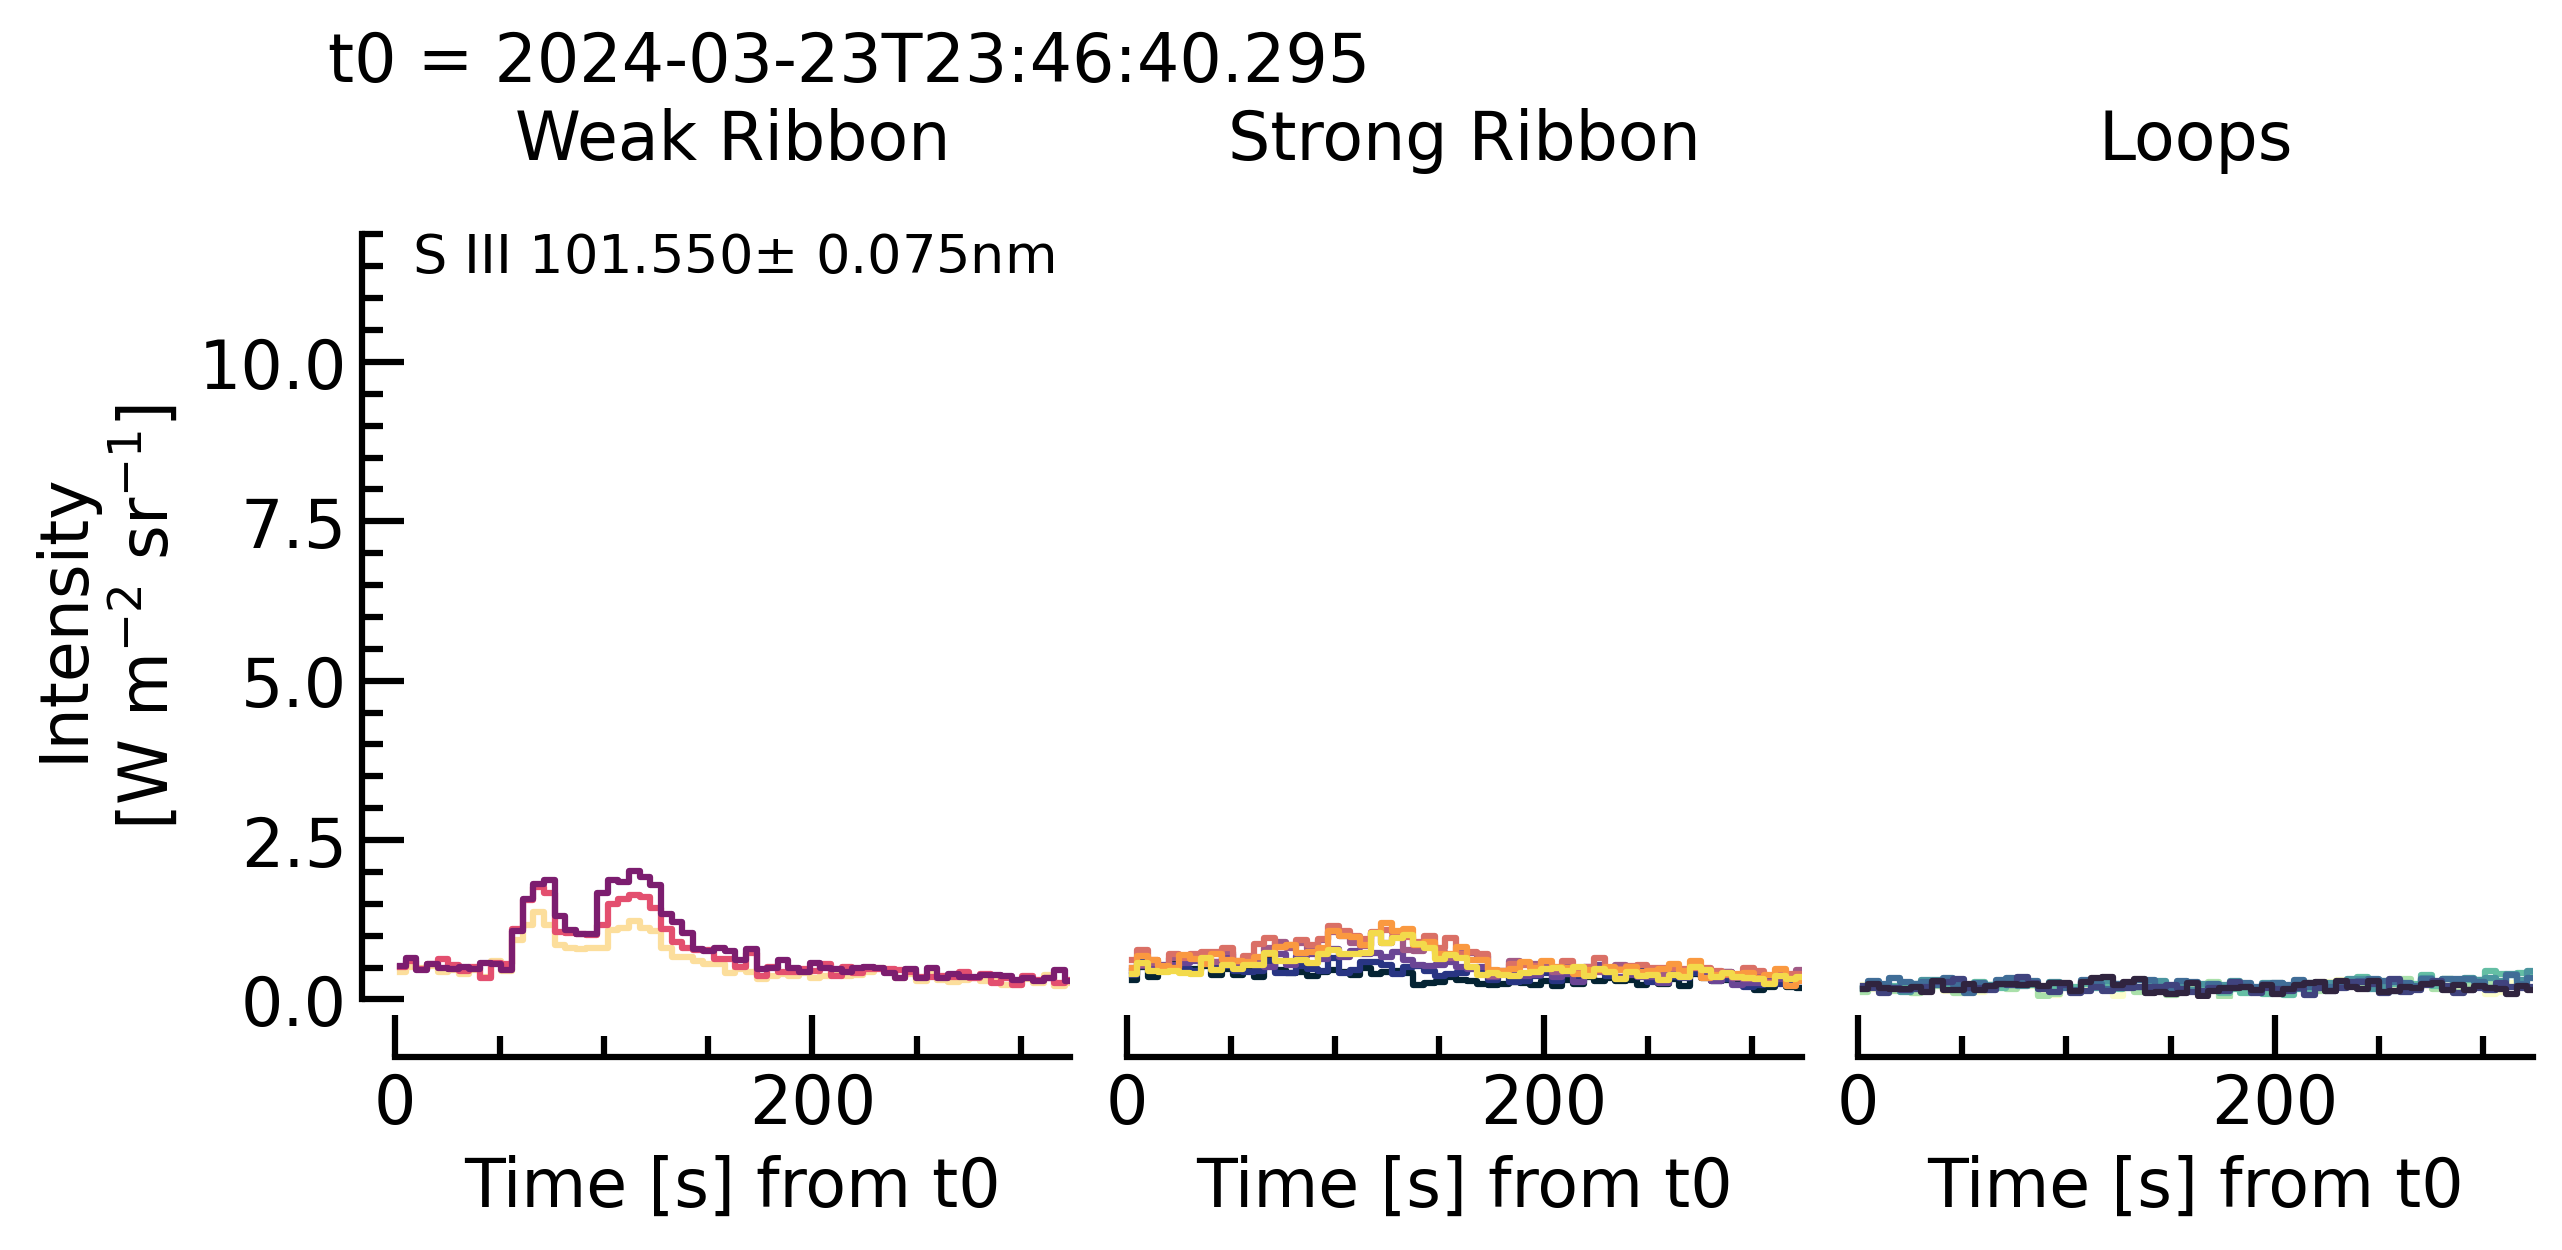 t0 = 2024-03-23T23:46:40.295
Weak Ribbon
Strong Ribbon
Loops
S III 101.550± 0.075nm
Intensity
[W m⁻² sr⁻¹]
10.0
7.5
5.0
2.5
0.0
0 200
0 200
0 200
Time [s] from t0
Time [s] from t0
Time [s] from t0